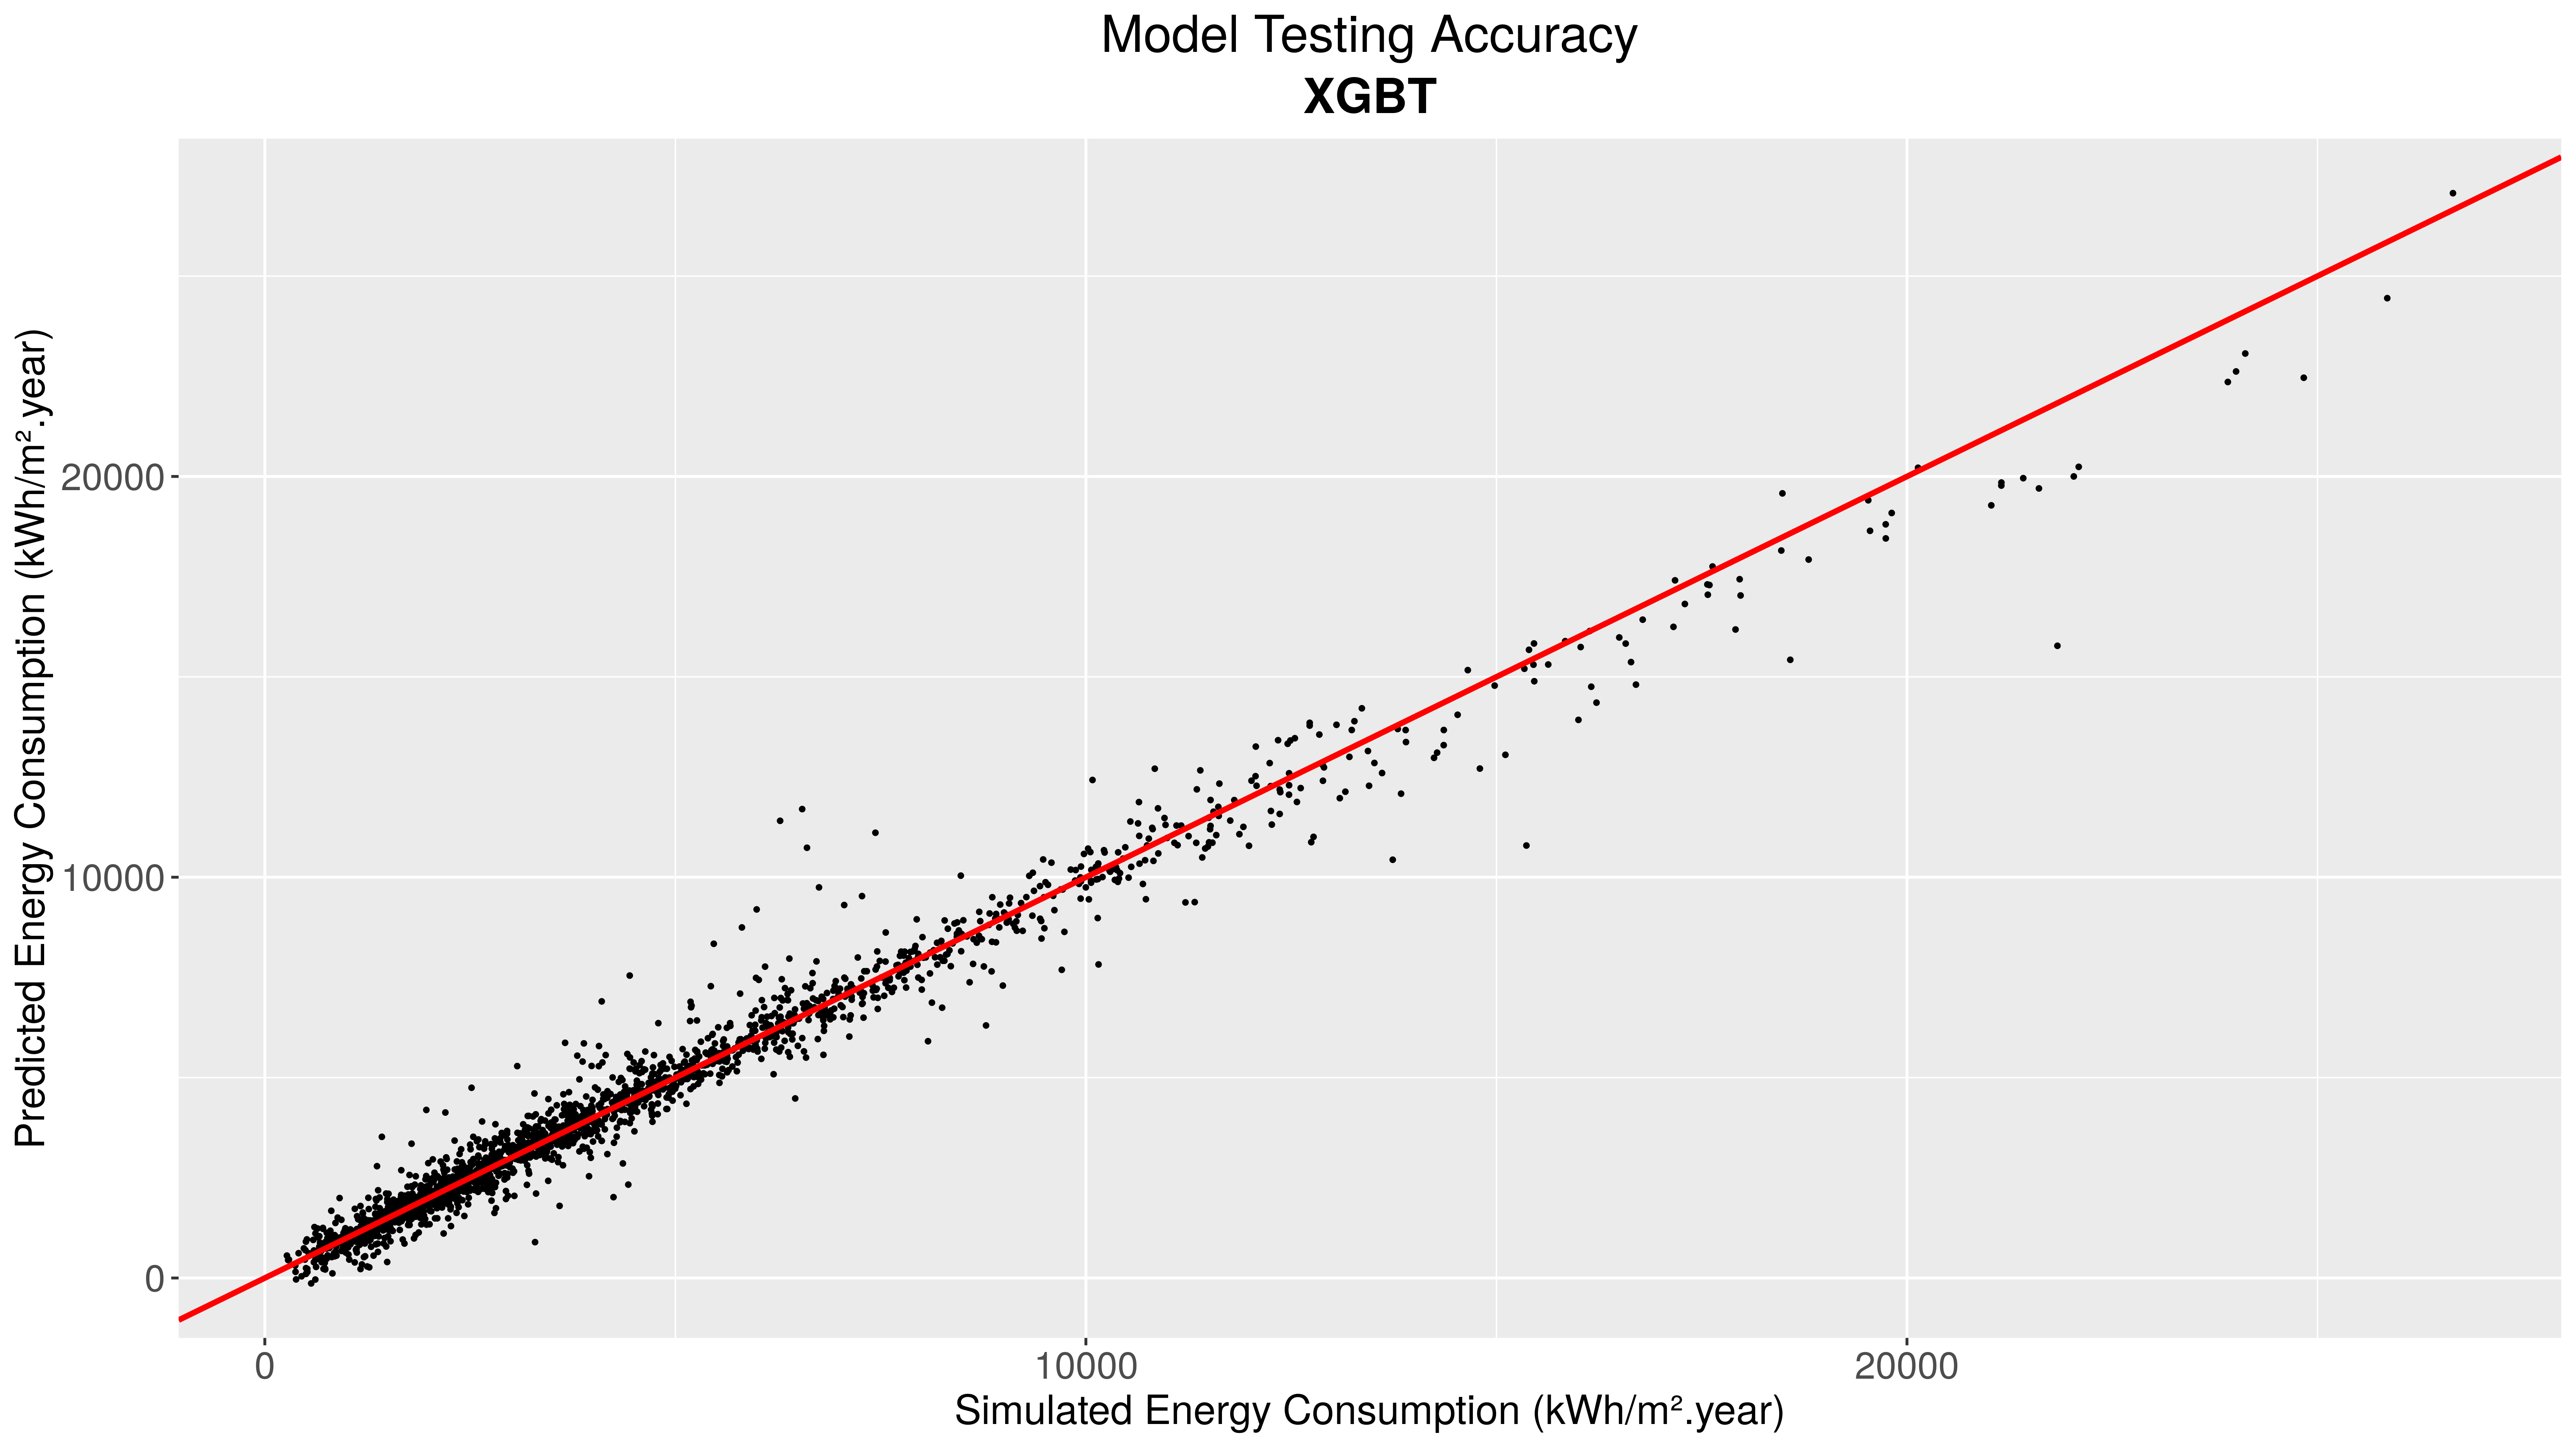 Model Testing Accuracy
XGBT
Predicicted Energy Consumption (kWh/m².year)
20000
10000
0
0
10000
20000
Simulated Energy Consumption (kWh/m².year)